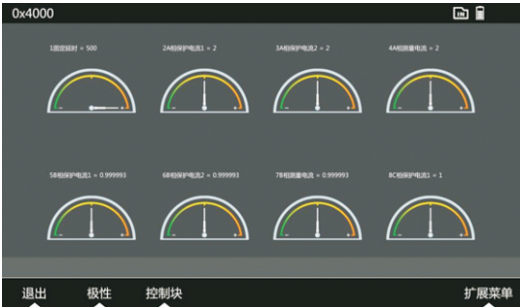 0x4000
1固定延时 = 500
2A相保护电流1 = 2
3A相保护电流2 = 2
4A相测量电流 = 2
5B相保护电流1 = 0.999993
6B相保护电流2 = 0.999993
7B相测量电流 = 0.999993
8C相保护电流1 = 1
退出 极性 控制块 扩展菜单